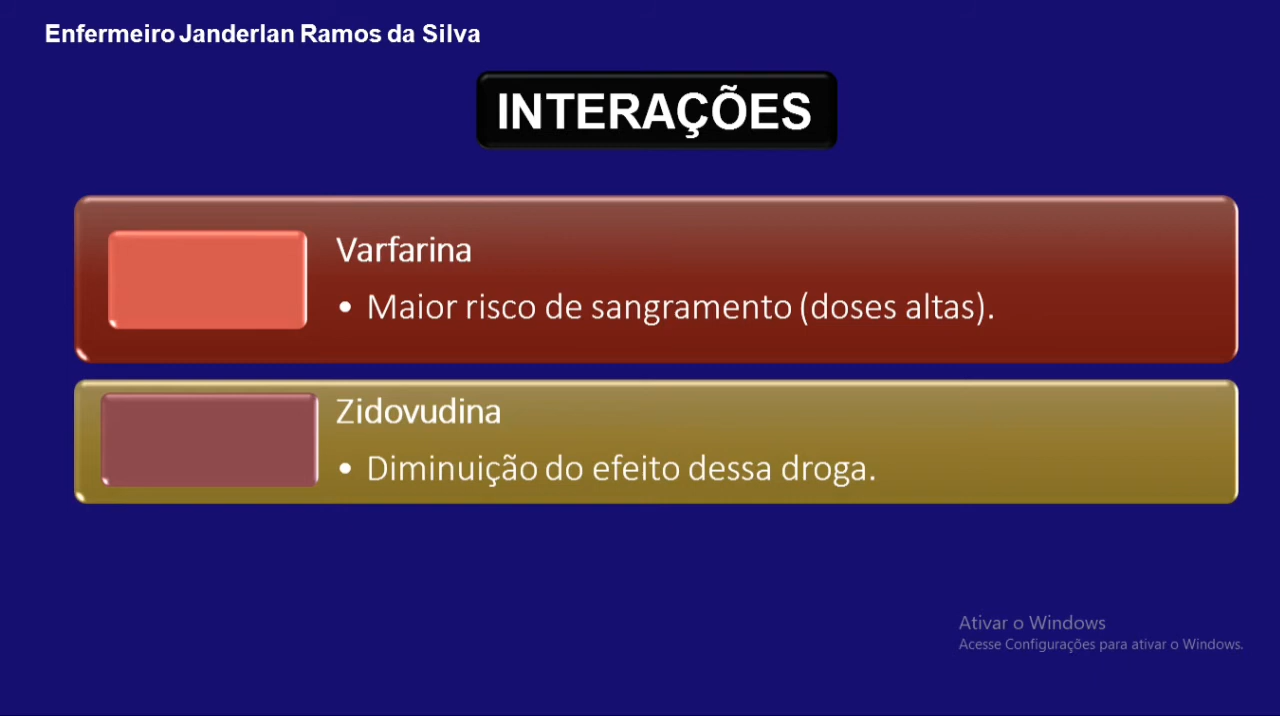 Enfermeiro Janderlan Ramos da Silva
INTERAÇÕES
Varfarina
• Maior risco de sangramento (doses altas).
Zidovudina
• Diminuição do efeito dessa droga.
Ativar o Windows
Acesse Configurações para ativar o Windows.